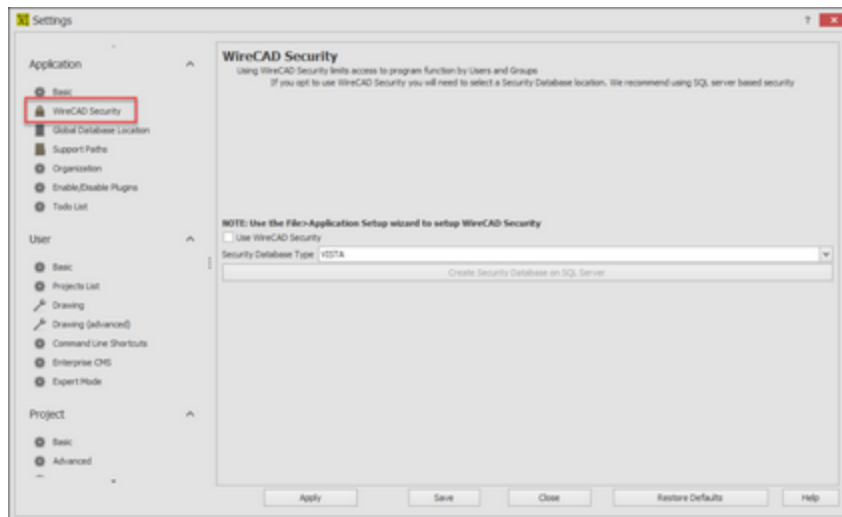 Settings
Application
Basic
WireCAD Security
Global Database Location
Support Paths
Organization
Enable/Disable Plugins
Todo List
User
Basic
Projects List
Drawing
Drawing (advanced)
Command Line Shortcuts
Enterprise CMS
Expert Mode
Project
Basic
Advanced
WireCAD Security
Using WireCAD Security limits access to program function by Users and Groups
If you opt to use WireCAD Security you will need to select a Security Database location. We recommend using SQL server based security
NOTE: Use the File>Application Setup wizard to setup WireCAD Security
Use WireCAD Security
Security Database Type VISTA
Create Security Database on SQL Server
Apply Save Close Restore Defaults Help